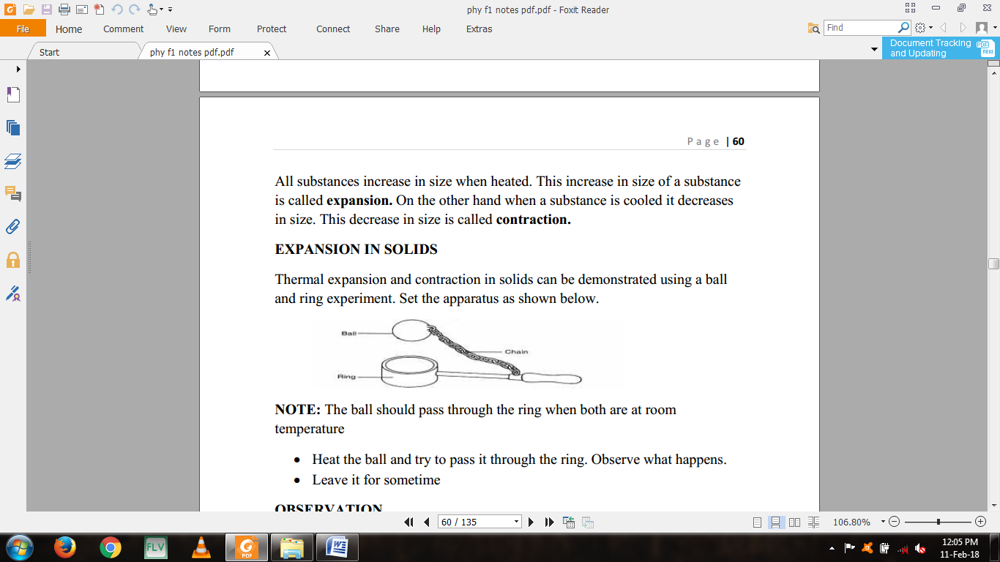 phy f1 notes pdf.pdf - Foxit Reader
File Home Comment View Form Protect Connect Share Help Extras
Find
Start
phy f1 notes pdf.pdf x
Document Tracking
and Updating
PDF
NEW
Page | 60
All substances increase in size when heated. This increase in size of a substance
is called expansion. On the other hand when a substance is cooled it decreases
in size. This decrease in size is called contraction.
EXPANSION IN SOLIDS
Thermal expansion and contraction in solids can be demonstrated using a ball
and ring experiment. Set the apparatus as shown below.
Ball
Chain
Ring
NOTE: The ball should pass through the ring when both are at room
temperature
• Heat the ball and try to pass it through the ring. Observe what happens.
• Leave it for sometime
OBSERVATION
60 / 135
106.80%
FLV
PDF
12:05 PM
11-Feb-18